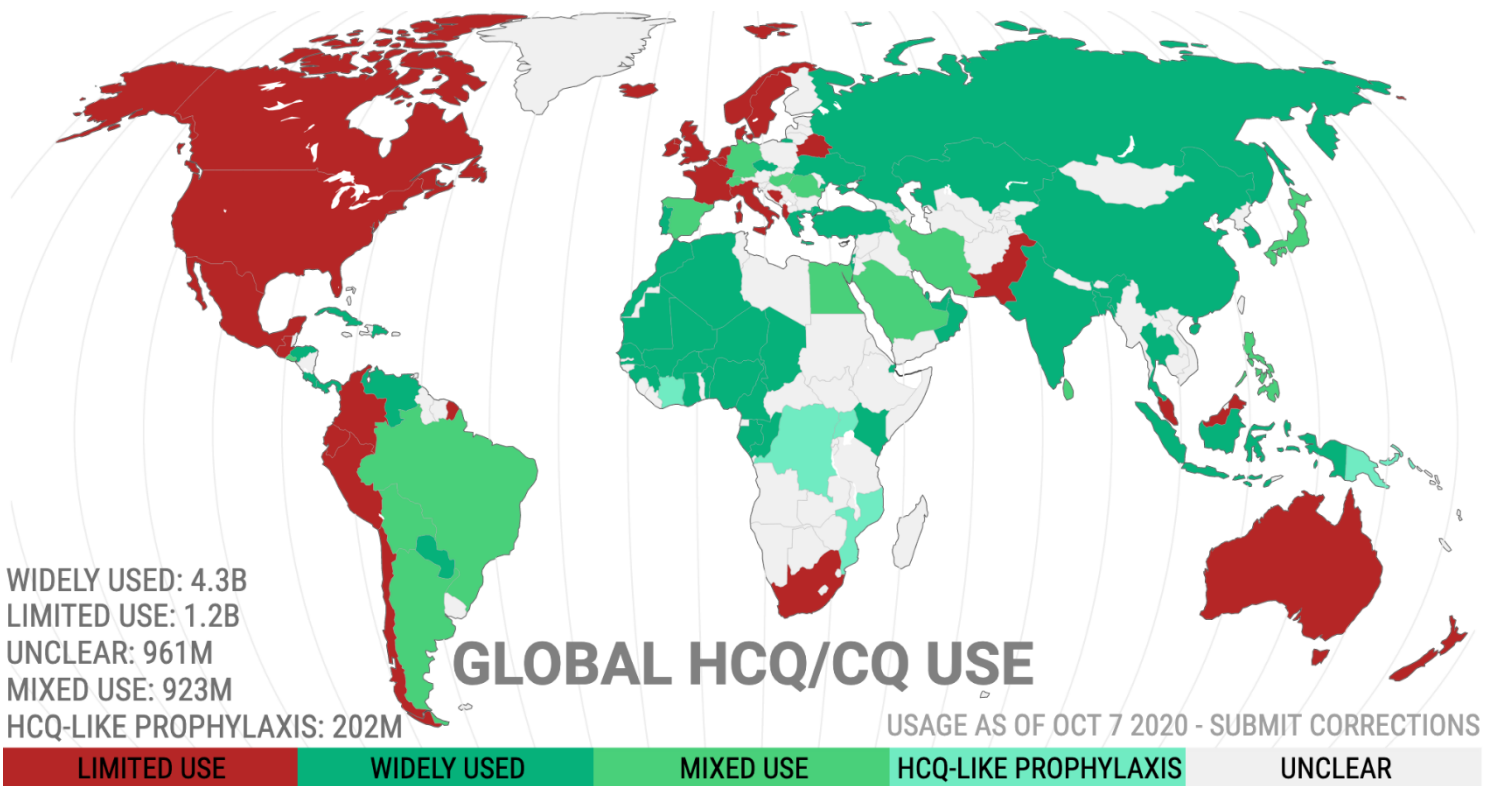 WIDELY USED: 4.3B
LIMITED USE: 1.2B
UNCLEAR: 961M
MIXED USE: 923M
HCQ-LIKE PROPHYLAXIS: 202M
GLOBAL HCQ/CQ USE
USAGE AS OF OCT 7 2020 - SUBMIT CORRECTIONS
LIMITED USE
WIDELY USED
MIXED USE
HCQ-LIKE PROPHYLAXIS
UNCLEAR